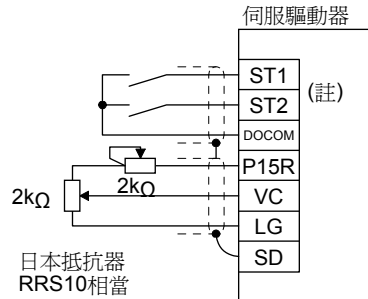 伺服驅動器
ST1
ST2
(註)
DOCOM
P15R
2kΩ
VC
2kΩ
LG
SD
日本抵抗器
RRS10相當